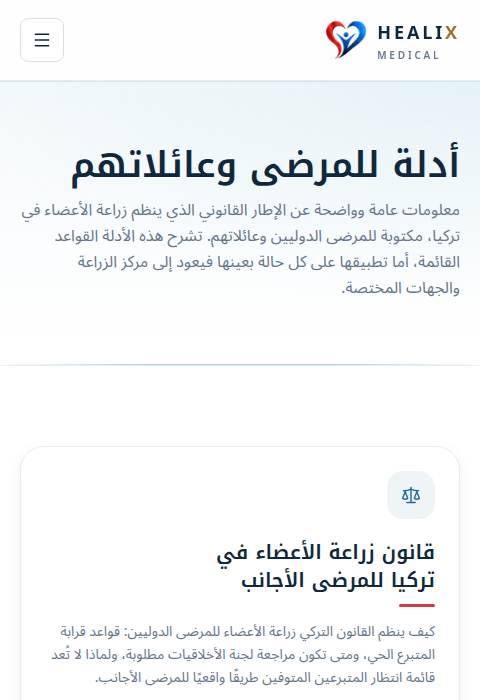 HEALIX
MEDICAL
أدلة للمرضى وعائلاتهم
معلومات عامة وواضحة عن الإطار القانوني الذي ينظم زراعة الأعضاء في
تركيا، مكتوبة للمرضى الدوليين وعائلاتهم. تشرح هذه الأدلة القواعد
القائمة، أما تطبيقها على كل حالة بعينها فيعود إلى مركز الزراعة
والجهات المختصة.
قانون زراعة الأعضاء في
تركيا للمرضى الأجانب
كيف ينظم القانون التركي زراعة الأعضاء للمرضى الدوليين: قواعد قرابة
المتبرع الحي، ومتى تكون مراجعة لجنة الأخلاقيات مطلوبة، ولماذا لا تُعد
قائمة انتظار المتبرعين المتوفين طريقًا واقعيًا للمرضى الأجانب.